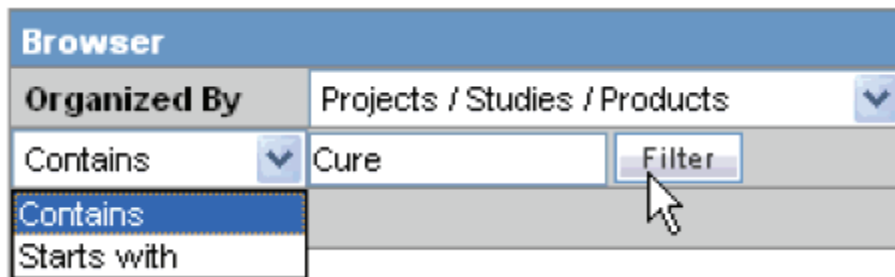 Browser
Organized By Projects / Studies / Products
Contains Cure Filter
Contains
Starts with